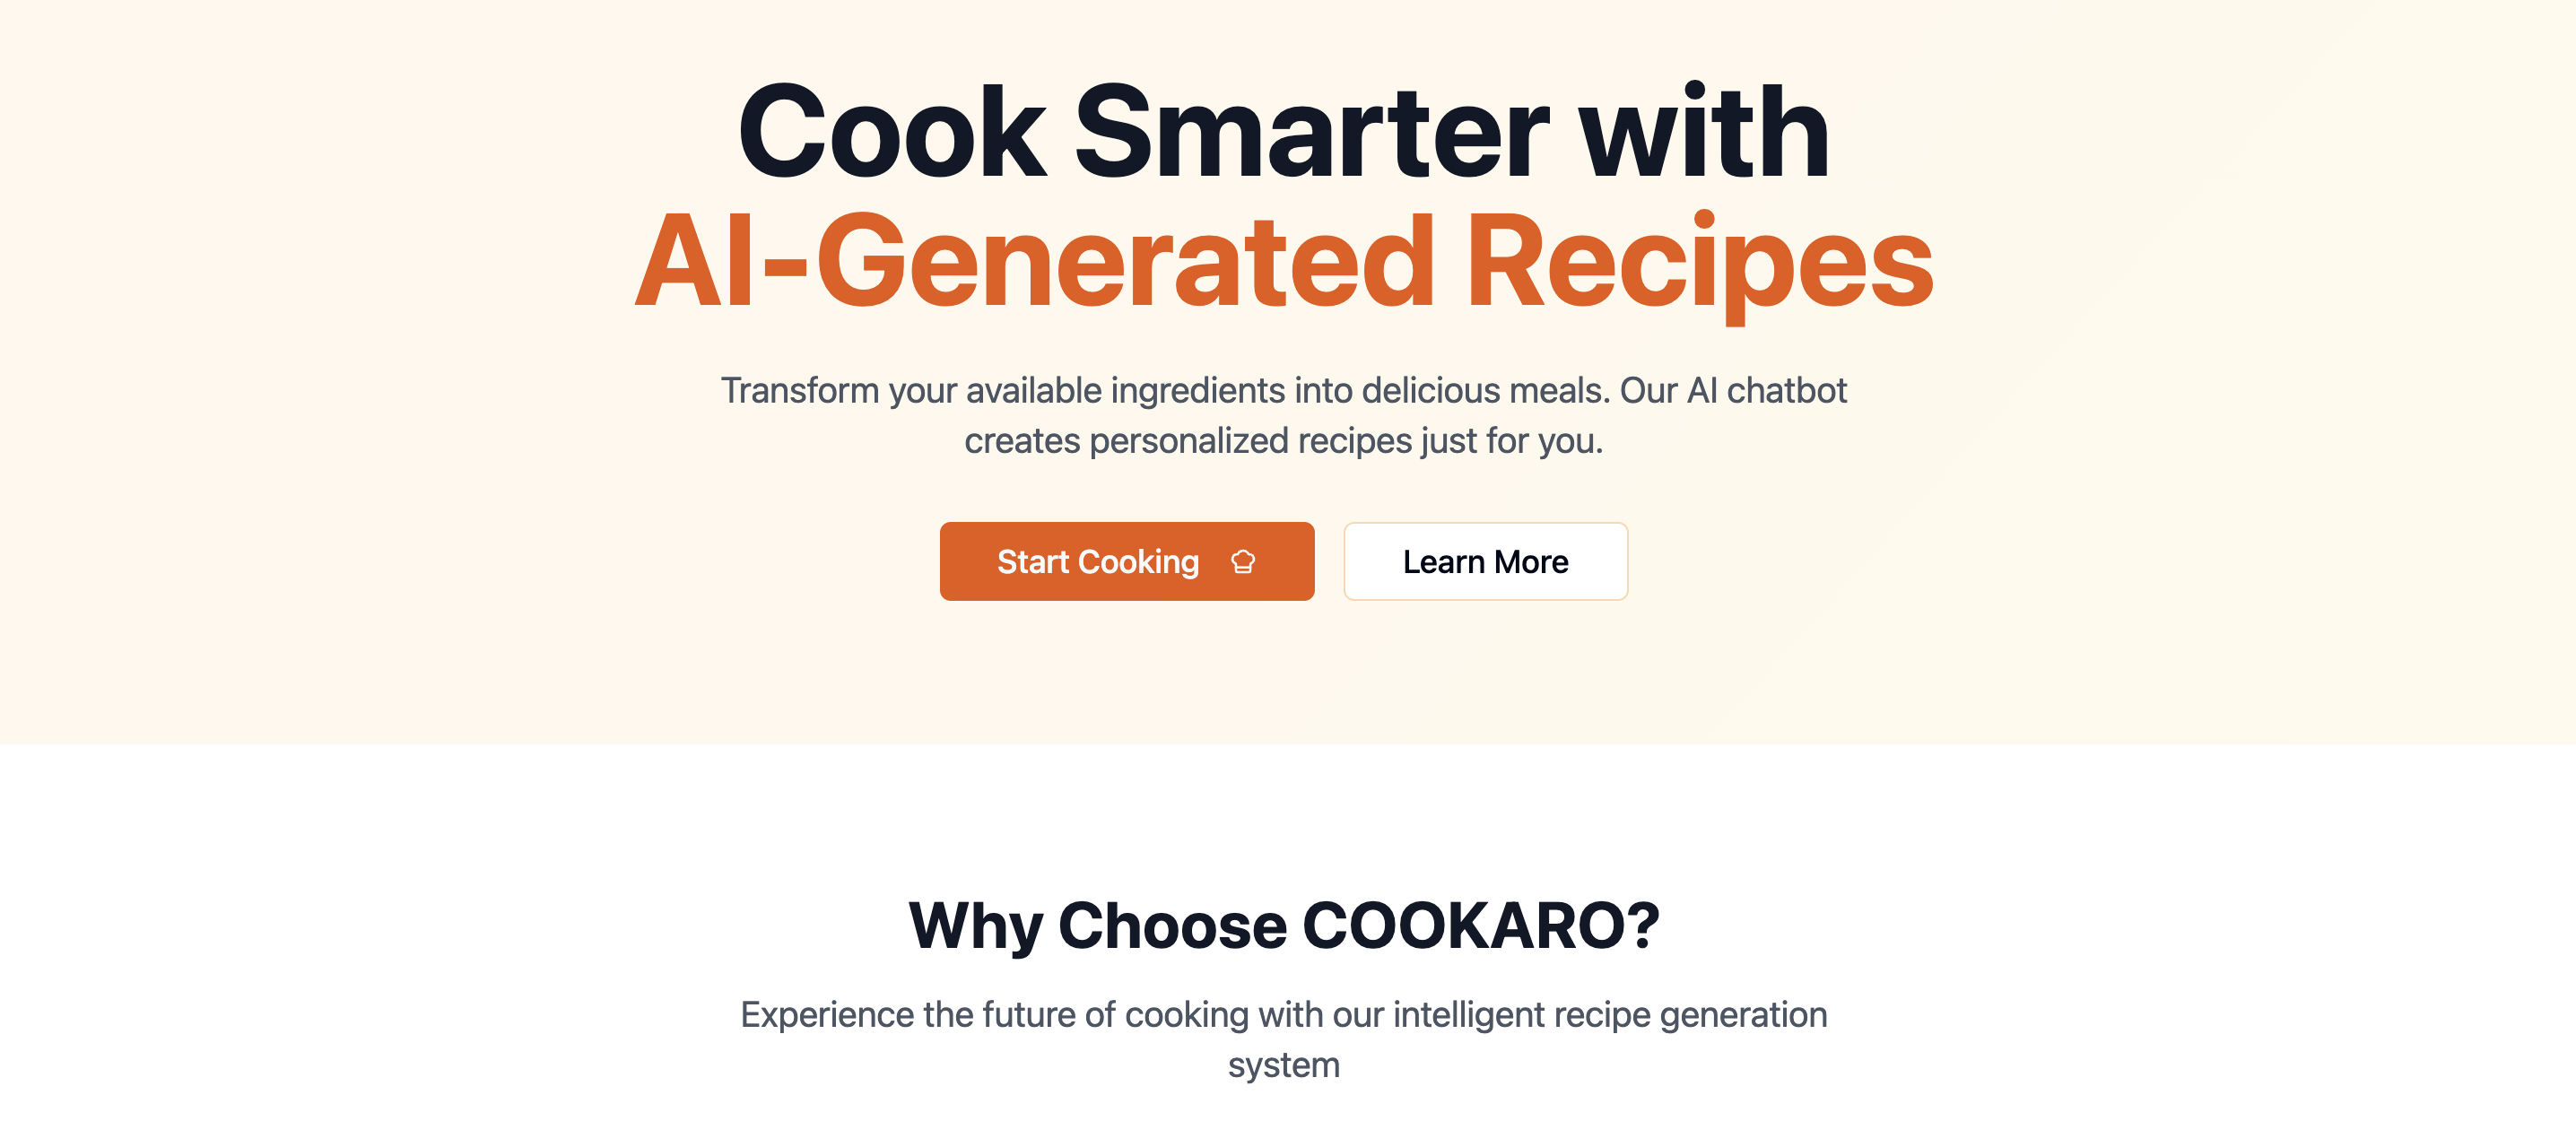 Cook Smarter with
AI-Generated Recipes
Transform your available ingredients into delicious meals. Our AI chatbot
creates personalized recipes just for you.
Start Cooking
Learn More
Why Choose COOKARO?
Experience the future of cooking with our intelligent recipe generation
system